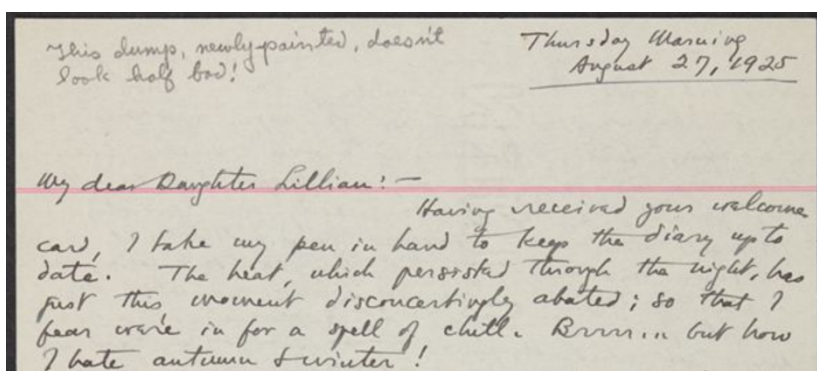 This dump, newly-painted, doesn't
look half bad!
Thursday Morning
August 27, 1925
My dear Daughter Lillian: —
Having received your welcome
card, I take my pen in hand to keep the diary up to
date. The heat, which persisted through the night, has
just this moment disconcertingly abated; so that I
fear we're in for a spell of chill. Brrrr... but how
I hate autumn & winter!